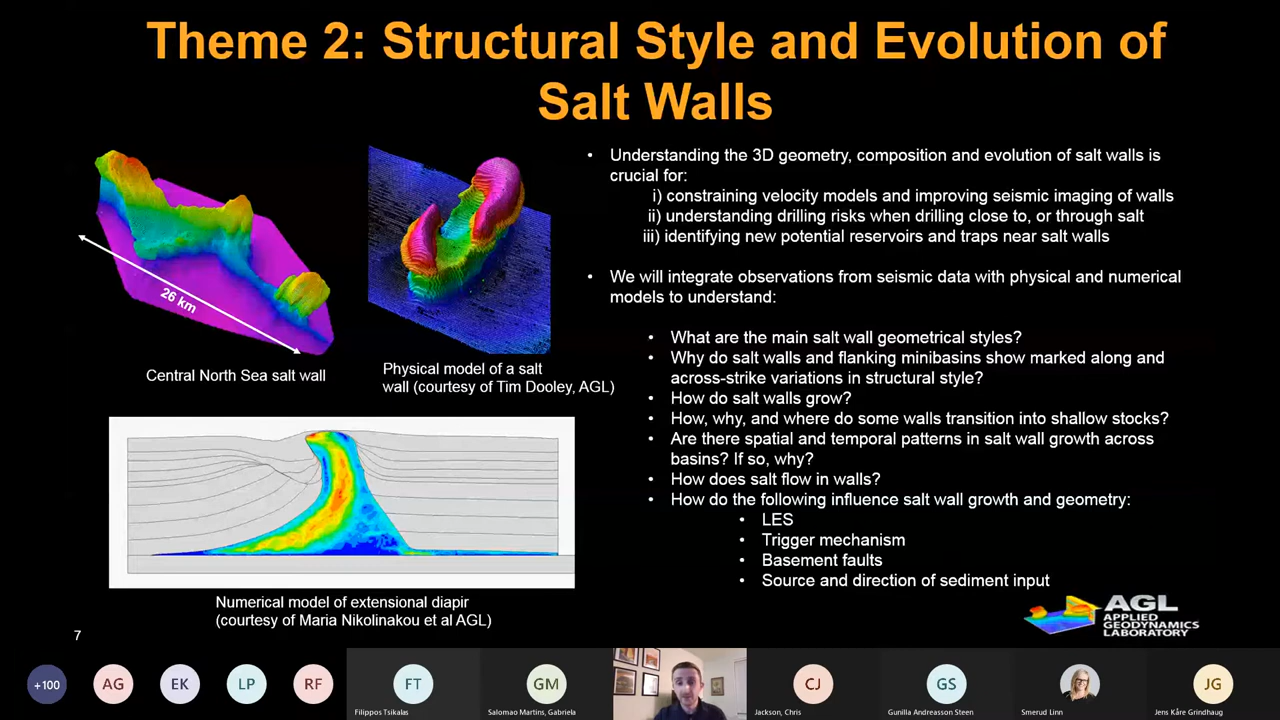 Theme 2: Structural Style and Evolution of
Salt Walls
26 km
Central North Sea salt wall
Physical model of a salt
wall (courtesy of Tim Dooley, AGL)
Numerical model of extensional diapir
(courtesy of Maria Nikolinakou et al AGL)
• Understanding the 3D geometry, composition and evolution of salt walls is
crucial for:
i) constraining velocity models and improving seismic imaging of walls
ii) understanding drilling risks when drilling close to, or through salt
iii) identifying new potential reservoirs and traps near salt walls
• We will integrate observations from seismic data with physical and numerical
models to understand:
• What are the main salt wall geometrical styles?
• Why do salt walls and flanking minibasins show marked along and
across-strike variations in structural style?
• How do salt walls grow?
• How, why, and where do some walls transition into shallow stocks?
• Are there spatial and temporal patterns in salt wall growth across
basins? If so, why?
• How does salt flow in walls?
• How do the following influence salt wall growth and geometry:
• LES
• Trigger mechanism
• Basement faults
• Source and direction of sediment input
AGL
APPLIED
GEODYNAMICS
LABORATORY
7
+100
AG
EK
LP
RF
FT
Filippos Tsikalas
GM
Salomao Martins, Gabriela
CJ
Jackson, Chris
GS
Gunilla Andreasson Steen
Smerud Linn
JG
Jens Kåre Grindhaug